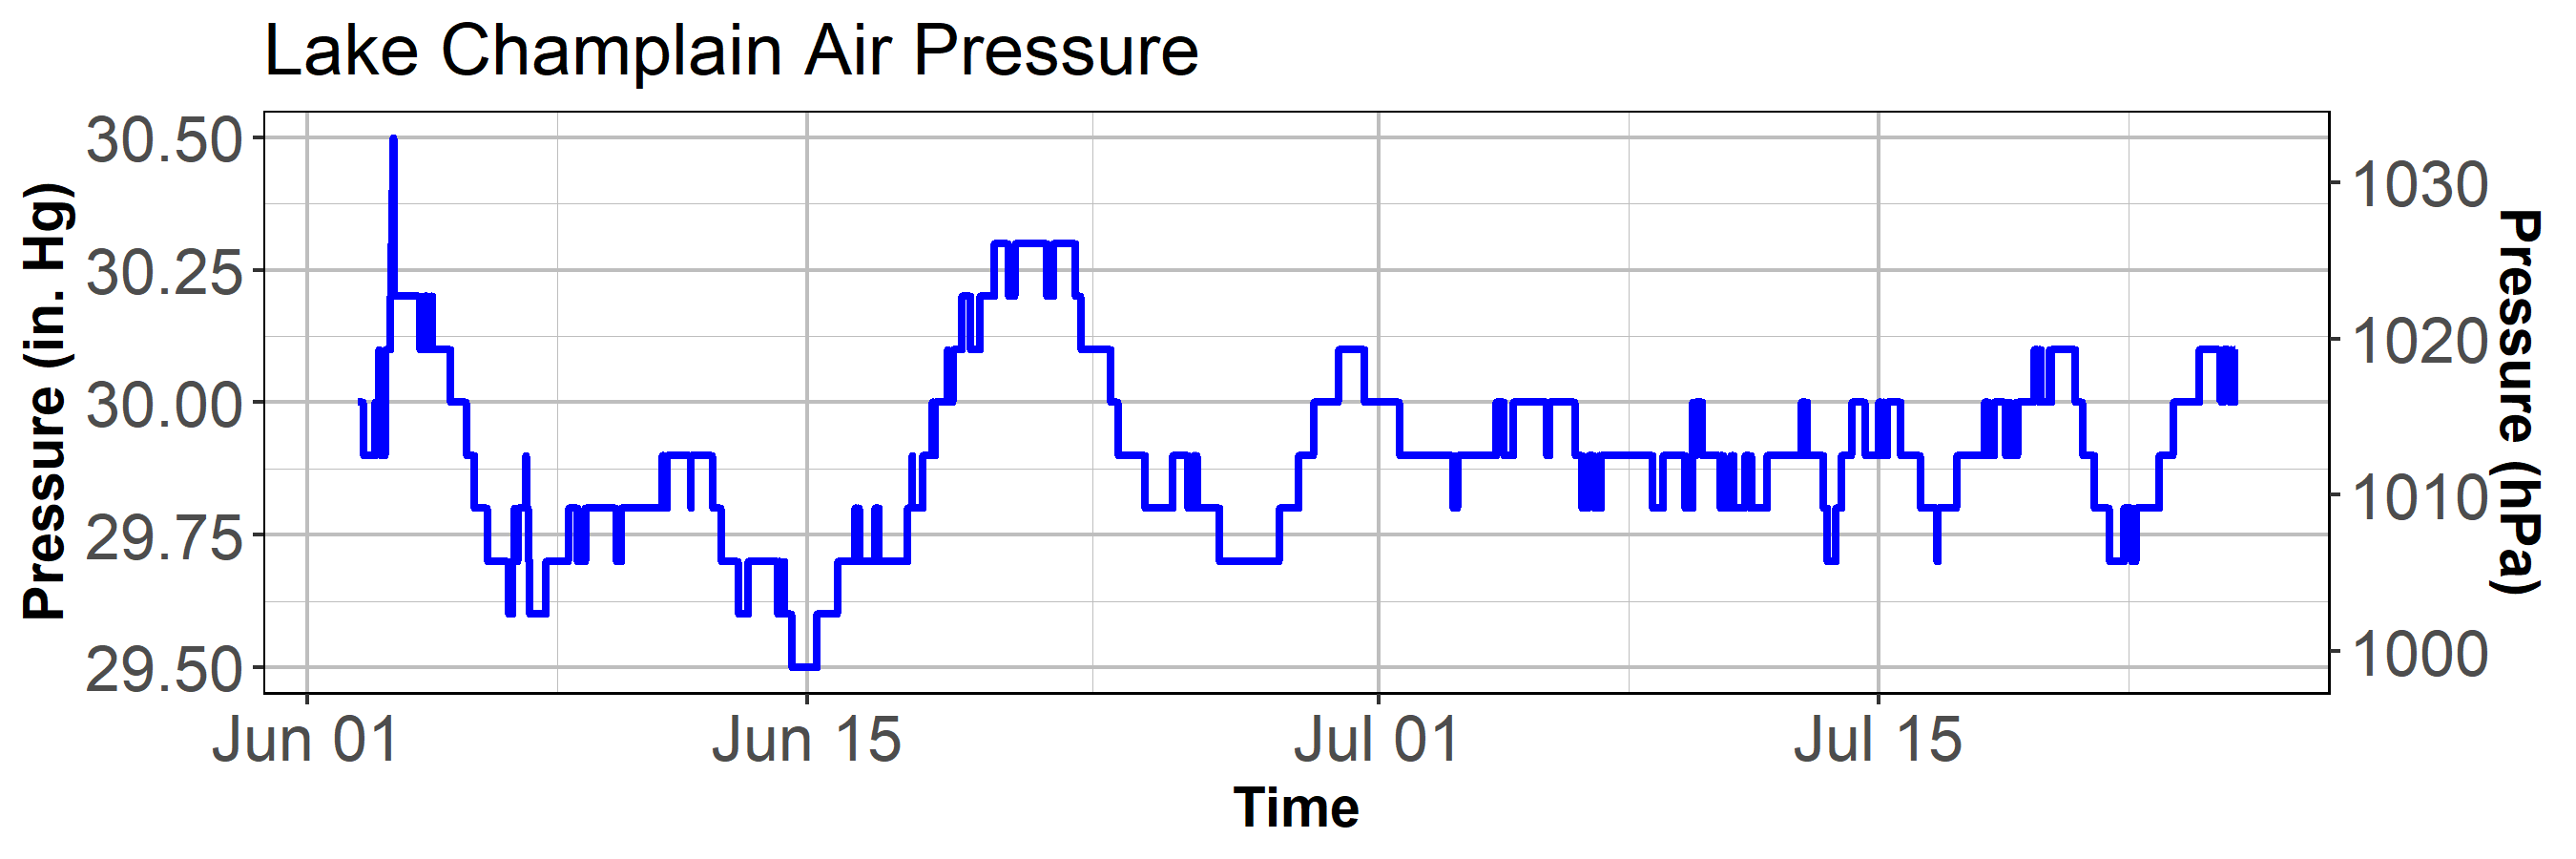 Lake Champlain Air Pressure
Pressure (in. Hg)
30.50
30.25
30.00
29.75
29.50
1030
1020
1010
1000
Pressure (hPa)
Jun 01
Jun 15
Jul 01
Jul 15
Time